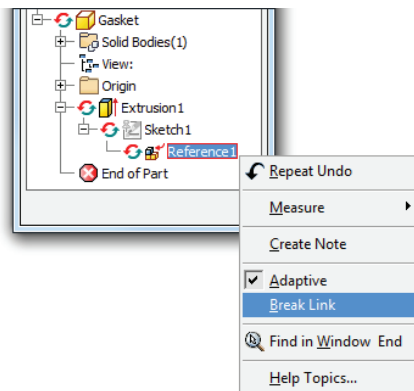 Gasket
Solid Bodies(1)
View:
Origin
Extrusion1
Sketch1
Reference1
End of Part
Repeat Undo
Measure
Create Note
Adaptive
Break Link
Find in Window End
Help Topics...